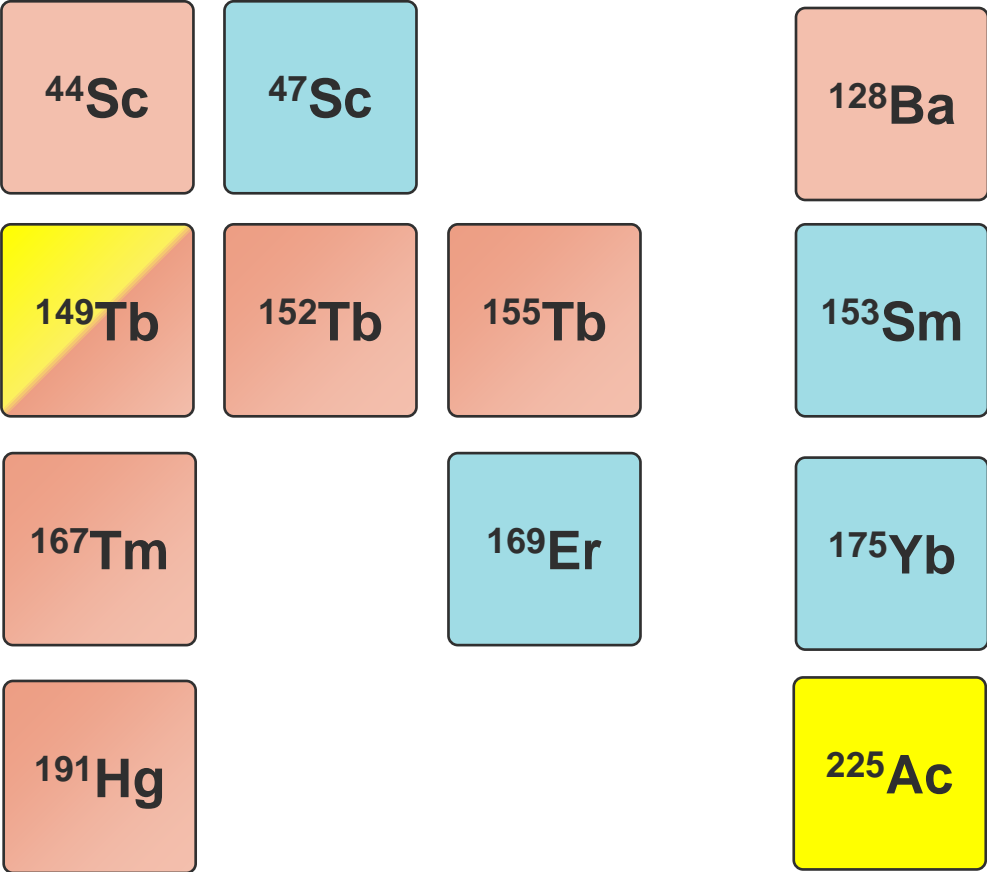 ⁴⁴Sc ⁴⁷Sc ¹²⁸Ba
¹⁴⁹Tb ¹⁵²Tb ¹⁵⁵Tb ¹⁵³Sm
¹⁶⁷Tm ¹⁶⁹Er ¹⁷⁵Yb
¹⁹¹Hg ²²⁵Ac